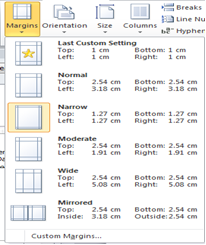 Margins Orientation Size Columns
Breaks
Line Nu
Hypher
Last Custom Setting
Top: 1 cm Bottom: 1 cm
Left: 1 cm Right: 1 cm
Normal
Top: 2.54 cm Bottom: 2.54 cm
Left: 3.18 cm Right: 3.18 cm
Narrow
Top: 1.27 cm Bottom: 1.27 cm
Left: 1.27 cm Right: 1.27 cm
Moderate
Top: 2.54 cm Bottom: 2.54 cm
Left: 1.91 cm Right: 1.91 cm
Wide
Top: 2.54 cm Bottom: 2.54 cm
Left: 5.08 cm Right: 5.08 cm
Mirrored
Top: 2.54 cm Bottom: 2.54 cm
Inside: 3.18 cm Outside: 2.54 cm
Custom Margins...